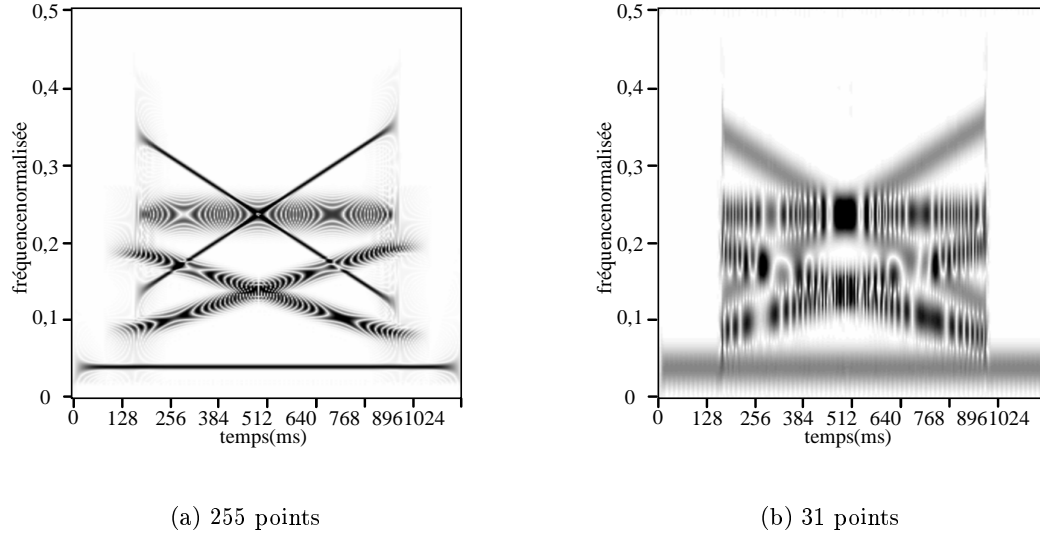 0,5
0,4
0,3
0,2
0,1
0
fréquencenormalisée
0 128 256 384 512 640 768 8961024
temps(ms)
(a) 255 points
0,5
0,4
0,3
0,2
0,1
0
fréquencenormalisée
0 128 256 384 512 640 768 8961024
temps(ms)
(b) 31 points